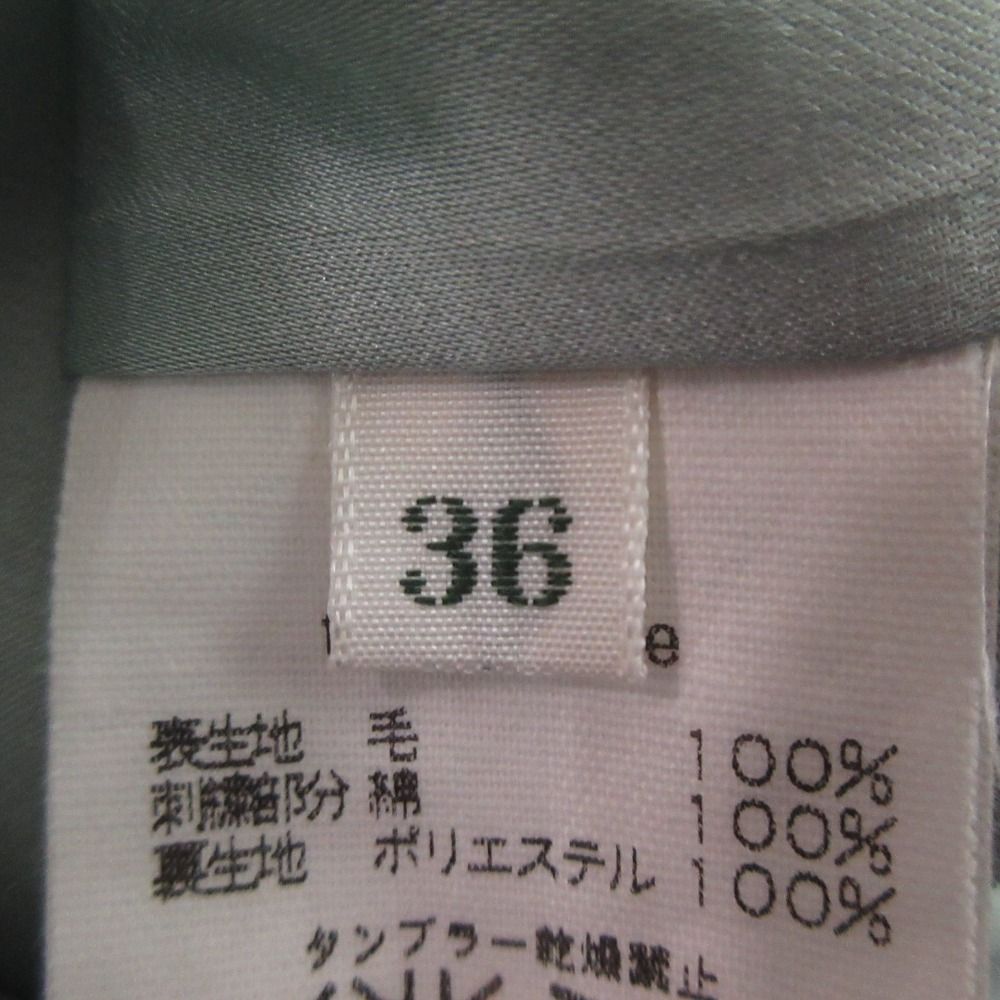 36
表生地 毛 100%
刺繍部分 綿 100%
裏生地 ポリエステル 100%
タンブラー乾燥禁止